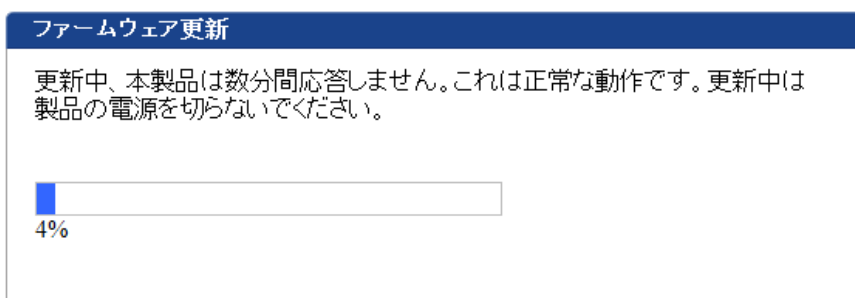 ファームウェア更新
更新中、本製品は数分間応答しません。これは正常な動作です。更新中は
製品の電源を切らないでください。
4%